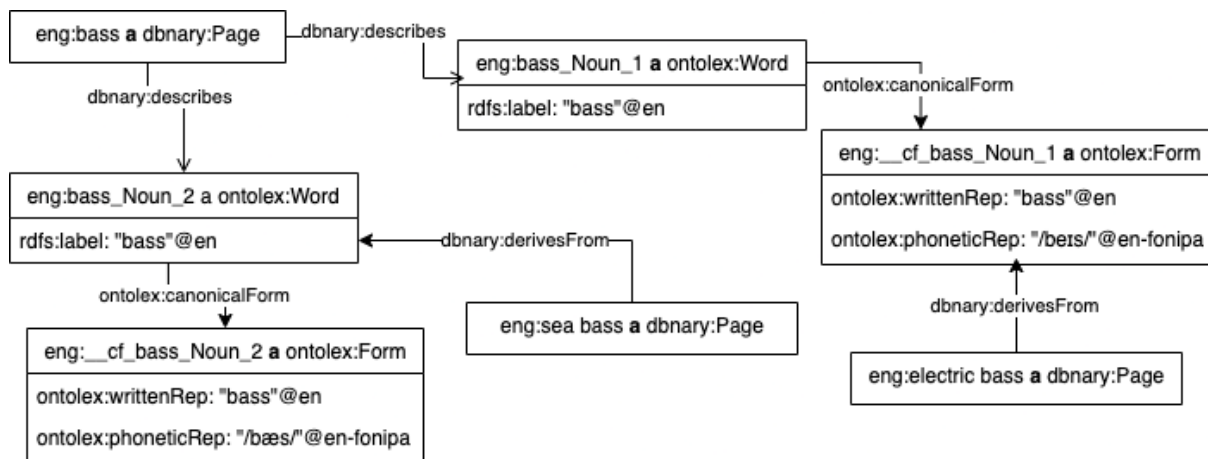 eng:bass a dbnary:Page
dbnary:describes
dbnary:describes
eng:bass_Noun_1 a ontolex:Word
rdfs:label: "bass"@en
ontolex:canonicalForm
eng:__cf_bass_Noun_1 a ontolex:Form
ontolex:writtenRep: "bass"@en
ontolex:phoneticRep: "/beɪs/"@en-fonipa
eng:bass_Noun_2 a ontolex:Word
rdfs:label: "bass"@en
dbnary:derivesFrom
ontolex:canonicalForm
dbnary:derivesFrom
eng:sea bass a dbnary:Page
eng:__cf_bass_Noun_2 a ontolex:Form
ontolex:writtenRep: "bass"@en
ontolex:phoneticRep: "/bæs/"@en-fonipa
eng:electric bass a dbnary:Page